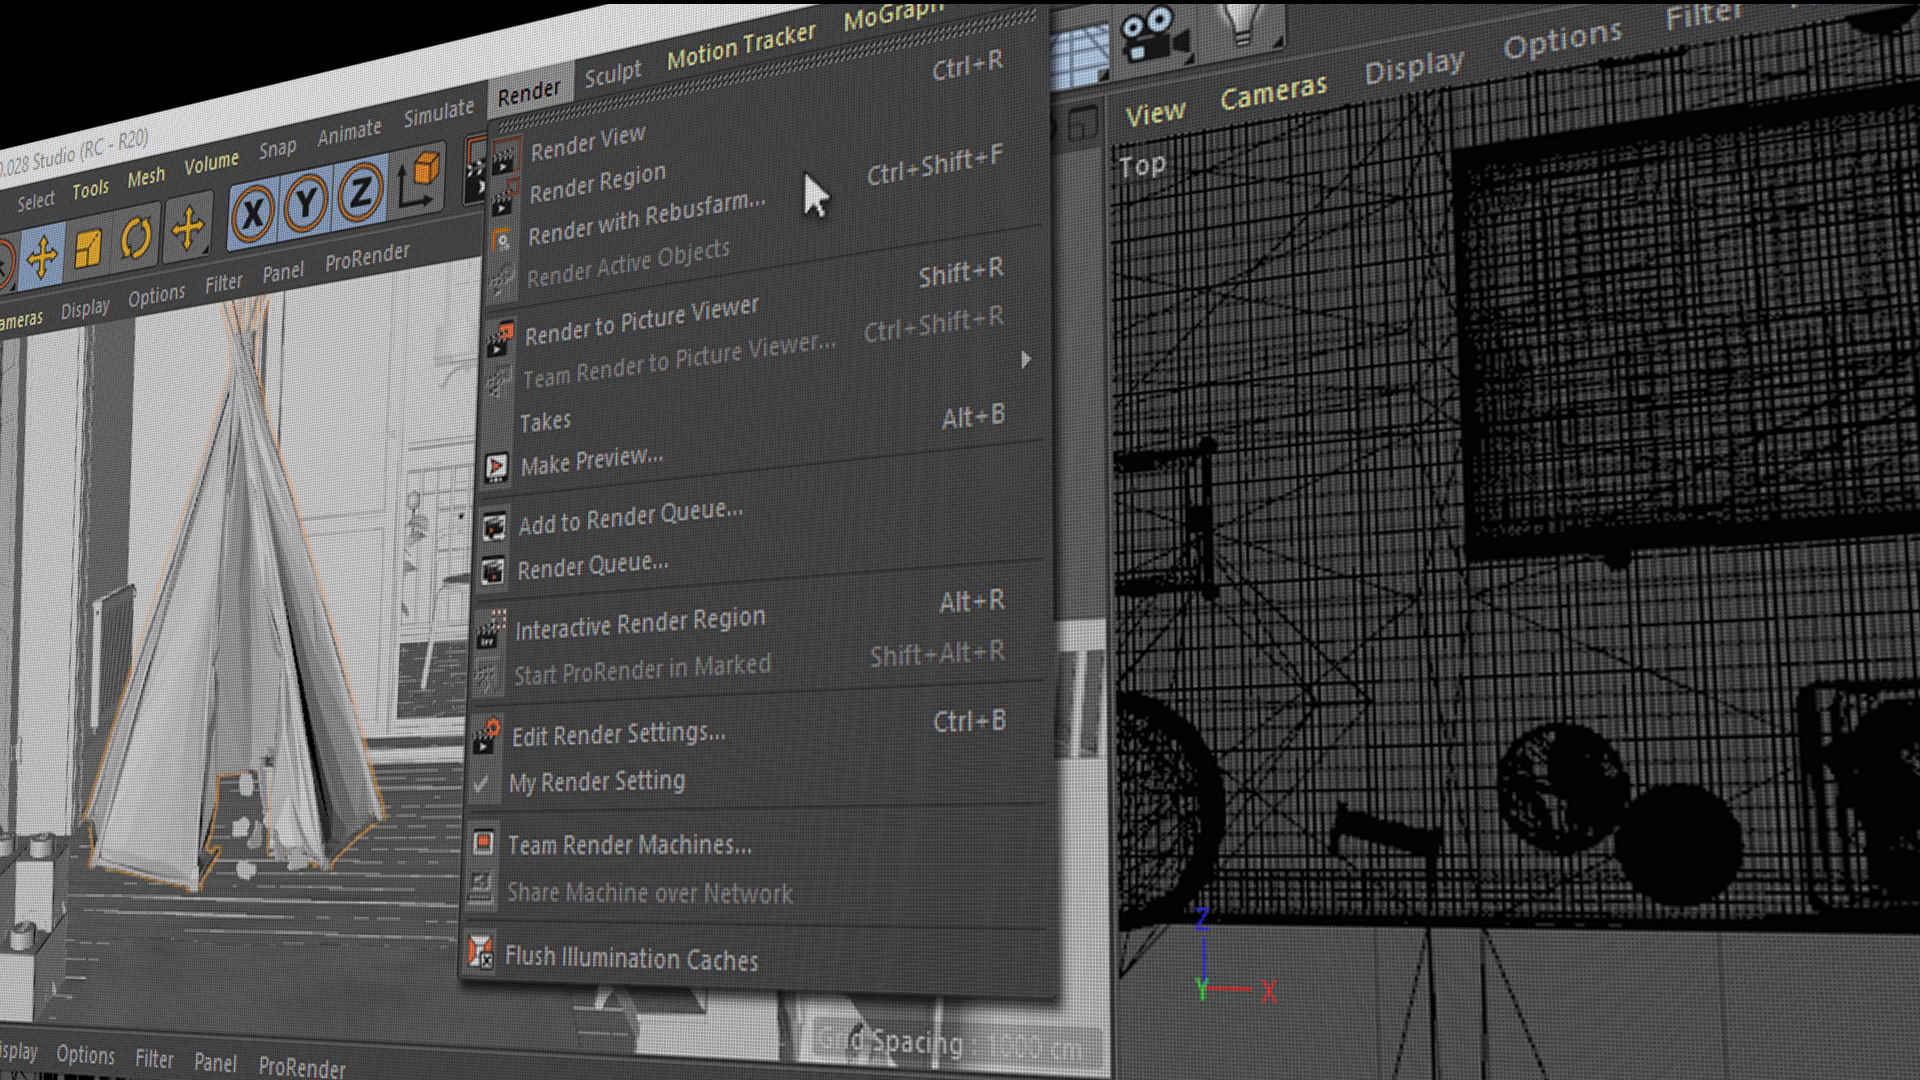 0.028 Studio (RC - R20)
Select
Tools
Mesh
Volume
Snap
Animate
Simulate
Render
Sculpt
Motion Tracker
MoGraph
X
Y
Z
Display
Options
Filter
Panel
ProRender
Render View
Ctrl+R
Render Region
Render with Rebusfarm...
Ctrl+Shift+F
Render Active Objects
Render to Picture Viewer
Shift+R
Team Render to Picture Viewer...
Ctrl+Shift+R
Takes
Make Preview...
Alt+B
Add to Render Queue...
Render Queue...
Interactive Render Region
Alt+R
Start ProRender in Marked
Shift+Alt+R
Edit Render Settings...
Ctrl+B
My Render Setting
Team Render Machines...
Share Machine over Network
Flush Illumination Caches
View
Cameras
Display
Options
Filter
Top
Z
Y
X
Grid Spacing : 1000 cm
Options
Filter
Panel
ProRender